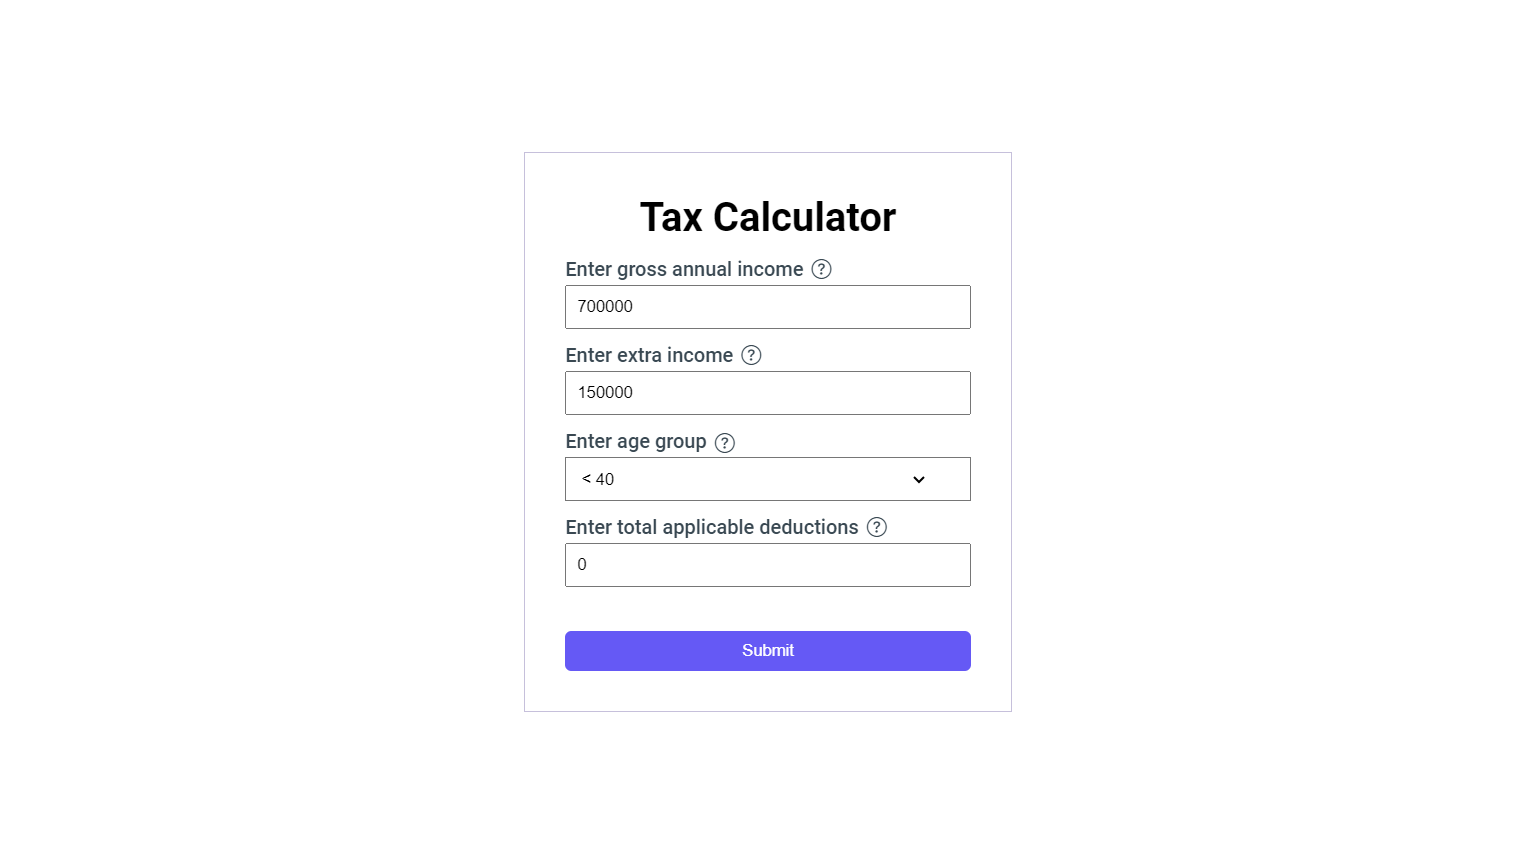 Tax Calculator
Enter gross annual income ?
700000
Enter extra income ?
150000
Enter age group ?
< 40
Enter total applicable deductions ?
0
Submit